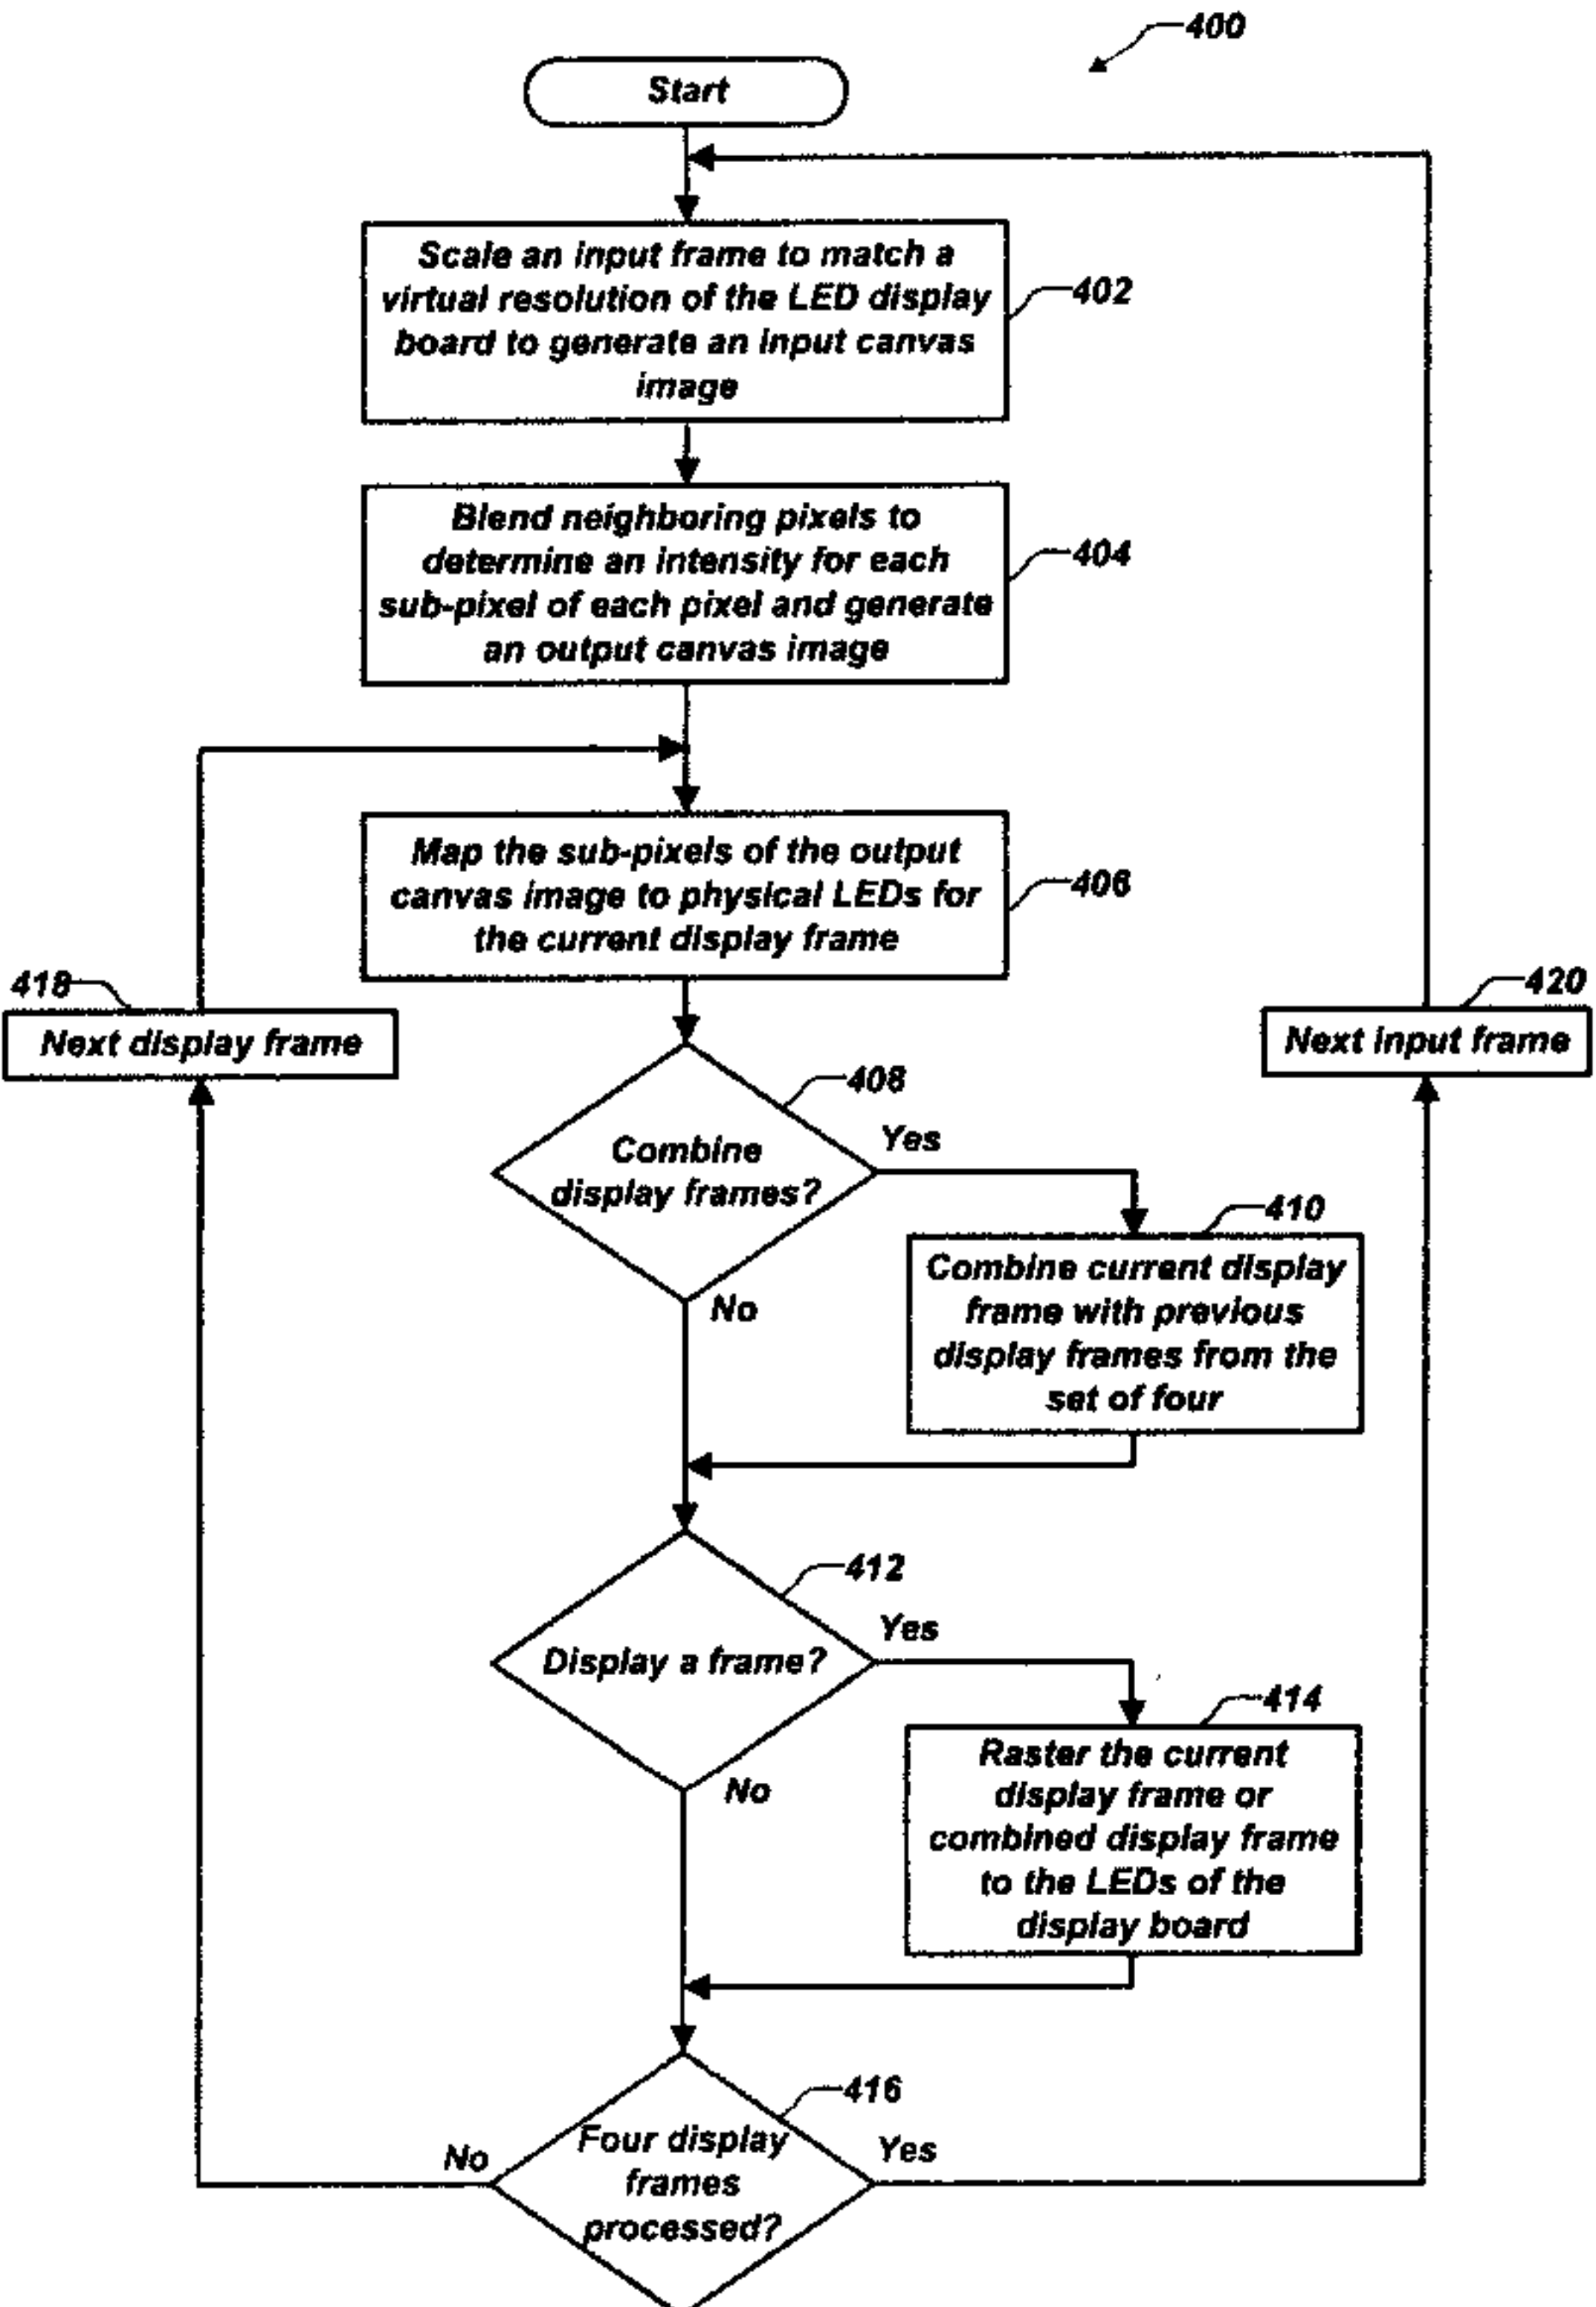 400
Start
Scale an input frame to match a
virtual resolution of the LED display
board to generate an input canvas
image
402
Blend neighboring pixels to
determine an intensity for each
sub-pixel of each pixel and generate
an output canvas image
404
Map the sub-pixels of the output
canvas image to physical LEDs for
the current display frame
406
418
Next display frame
420
Next input frame
408
Combine
display frames?
Yes
No
410
Combine current display
frame with previous
display frames from the
set of four
412
Display a frame?
Yes
No
414
Raster the current
display frame or
combined display frame
to the LEDs of the
display board
416
Four display
frames
processed?
No
Yes